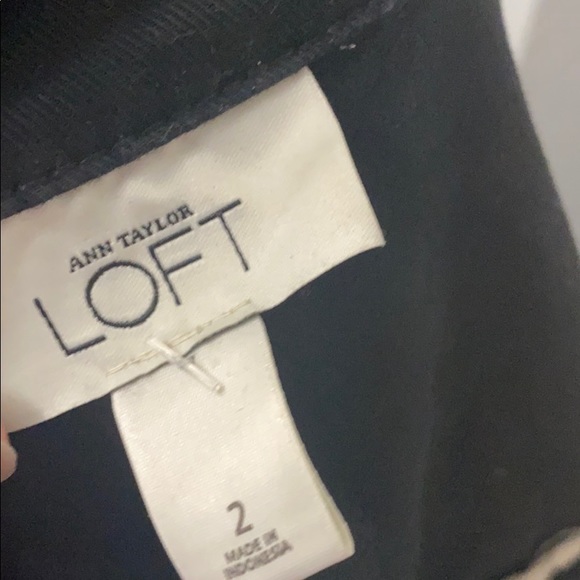 ANN TAYLOR
LOFT
2
MADE IN
INDONESIA